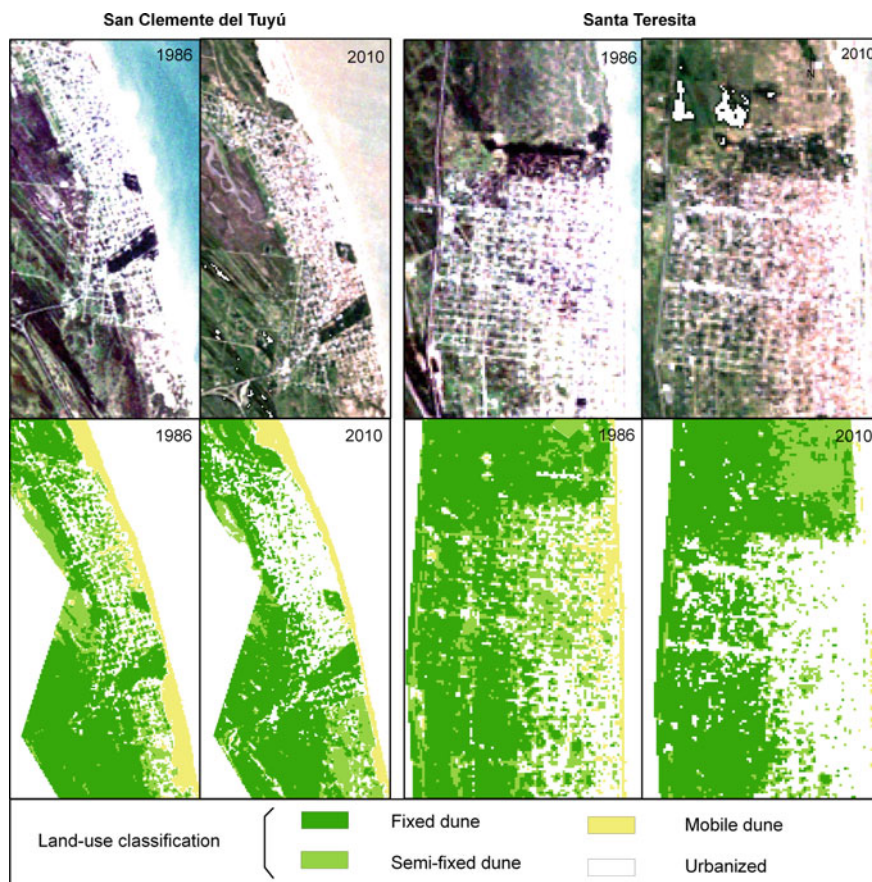 San Clemente del Tuyú Santa Teresita
1986 2010 1986 2010
N
1986 2010 1986 2010
Land-use classification
Fixed dune Mobile dune
Semi-fixed dune Urbanized